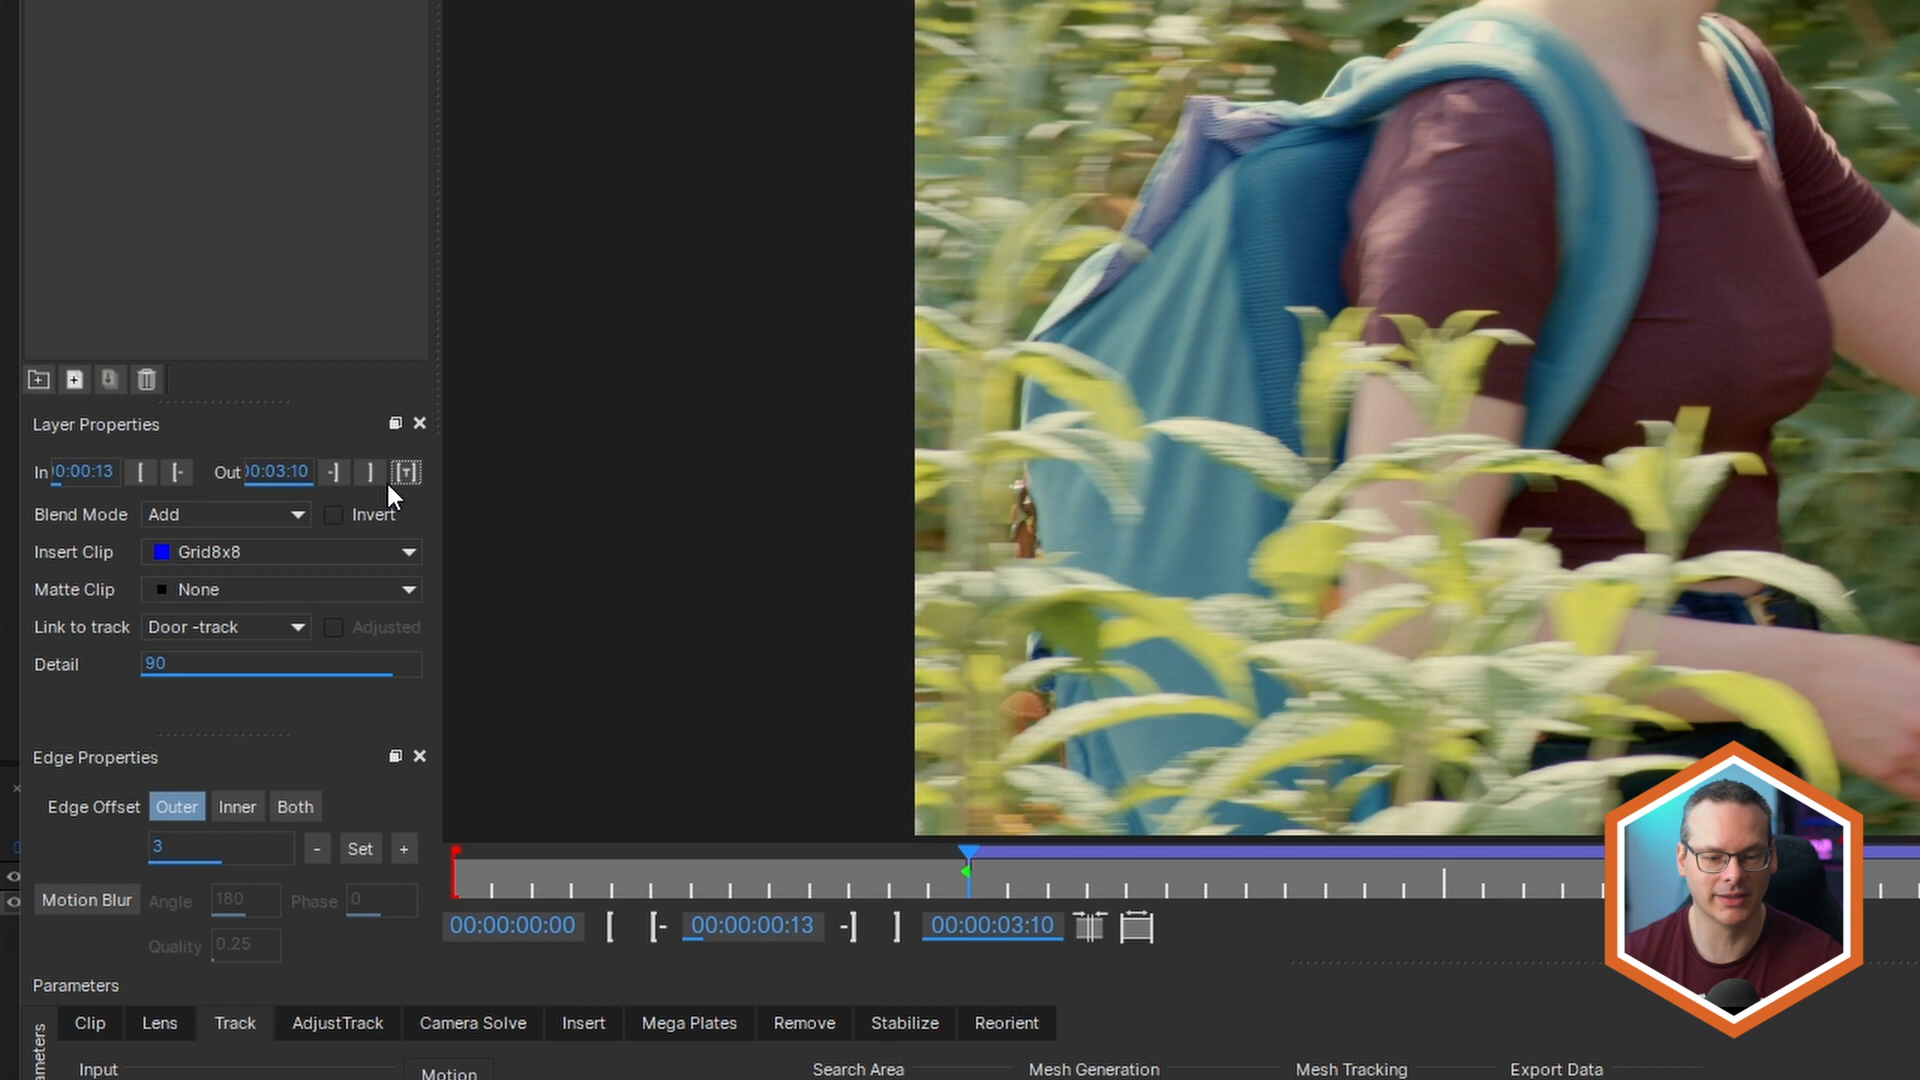 Layer Properties
In 0:00:13 [ [- Out 00:03:10 -] ] [T]
Blend Mode Add Invert
Insert Clip Grid8x8
Matte Clip None
Link to track Door -track Adjusted
Detail 90
Edge Properties
Edge Offset Outer Inner Both
3 - Set +
Motion Blur Angle 180 Phase 0
Quality 0.25
00:00:00:00 [ [- 00:00:00:13 -] ] 00:00:03:10
Parameters
Clip Lens Track AdjustTrack Camera Solve Insert Mega Plates Remove Stabilize Reorient
ameters
Input Motion Search Area Mesh Generation Mesh Tracking Export Data